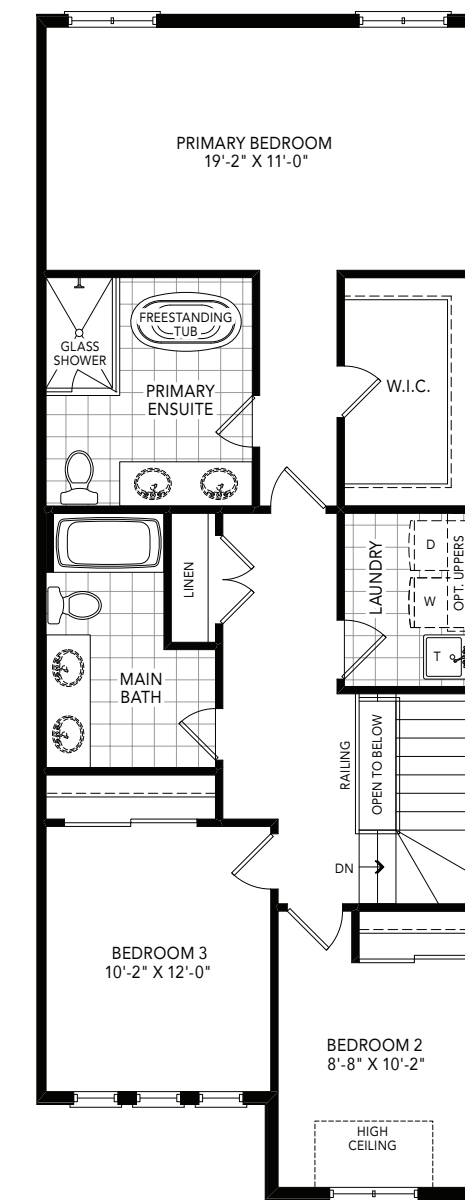 PRIMARY BEDROOM
19'-2" X 11'-0"
FREESTANDING
TUB
GLASS
SHOWER
PRIMARY
ENSUITE
W.I.C.
LINEN
LAUNDRY
D
W
OPT. UPPERS
T
MAIN
BATH
RAILING
OPEN TO BELOW
DN
BEDROOM 3
10'-2" X 12'-0"
BEDROOM 2
8'-8" X 10'-2"
HIGH
CEILING